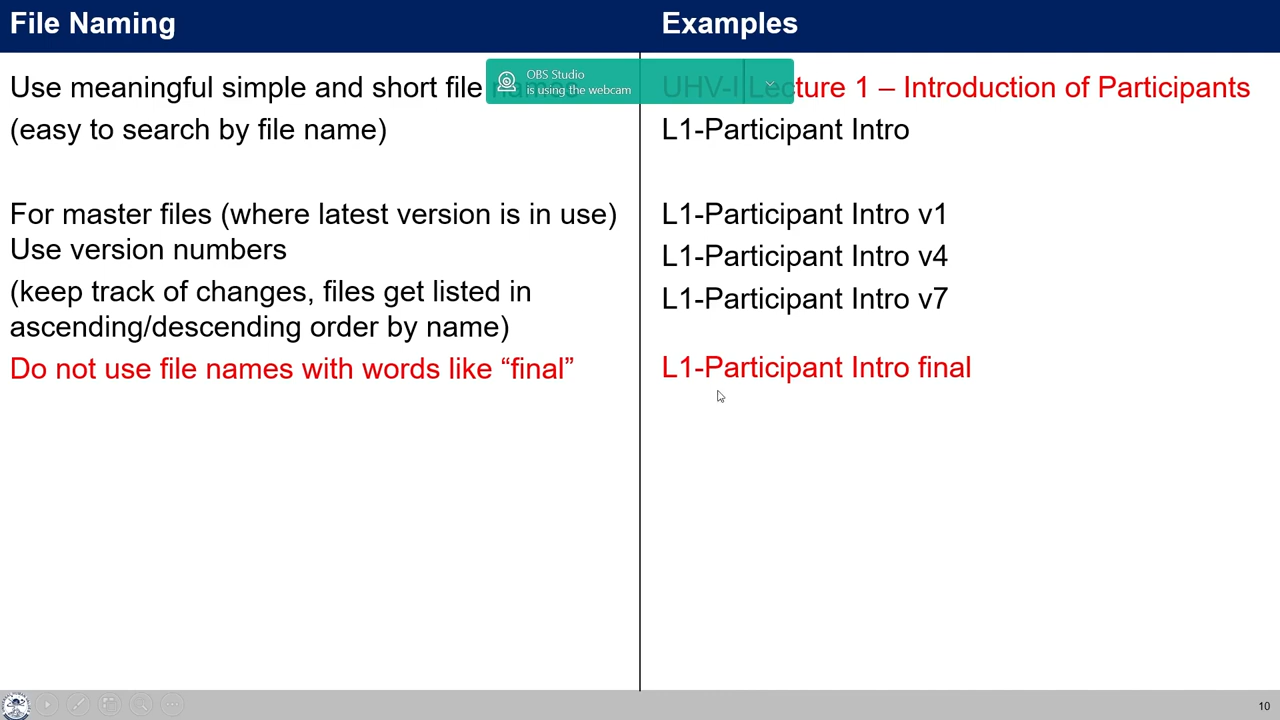 File Naming
Examples
Use meaningful simple and short file names
(easy to search by file name)
For master files (where latest version is in use)
Use version numbers
(keep track of changes, files get listed in
ascending/descending order by name)
Do not use file names with words like “final”
OBS Studio
is using the webcam
UHV-I Lecture 1 – Introduction of Participants
L1-Participant Intro
L1-Participant Intro v1
L1-Participant Intro v4
L1-Participant Intro v7
L1-Participant Intro final
10